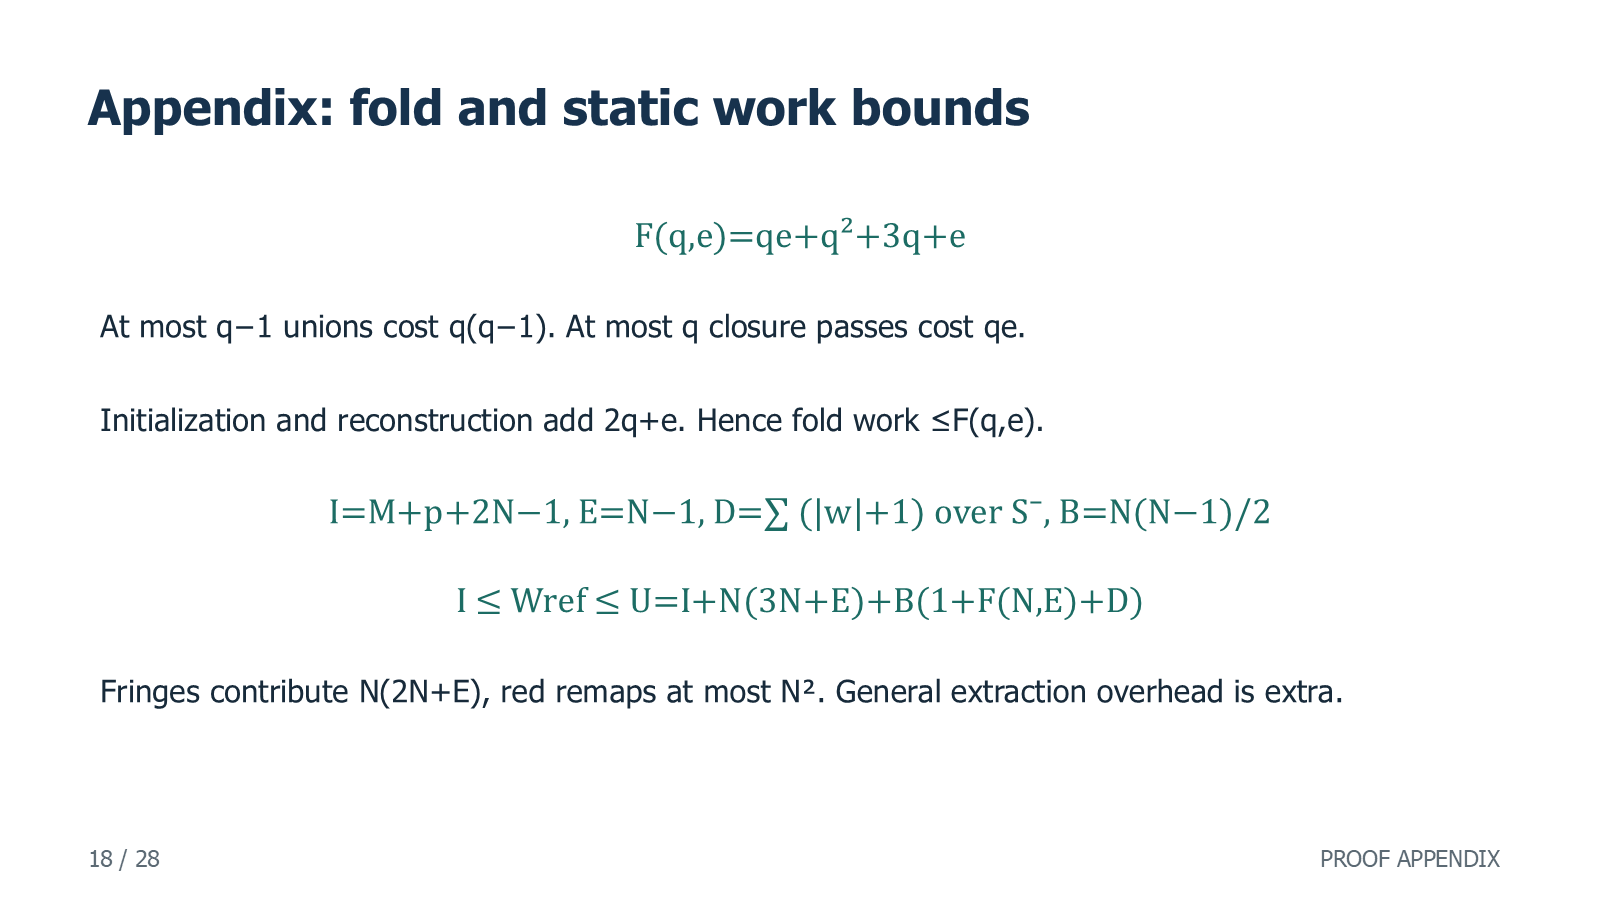 Appendix: fold and static work bounds
F(q,e)=qe+q²+3q+e
At most q−1 unions cost q(q−1). At most q closure passes cost qe.
Initialization and reconstruction add 2q+e. Hence fold work ≤F(q,e).
I=M+p+2N−1, E=N−1, D=∑ (|w|+1) over S⁻, B=N(N−1)/2
I ≤ Wref ≤ U=I+N(3N+E)+B(1+F(N,E)+D)
Fringes contribute N(2N+E), red remaps at most N². General extraction overhead is extra.
18 / 28
PROOF APPENDIX